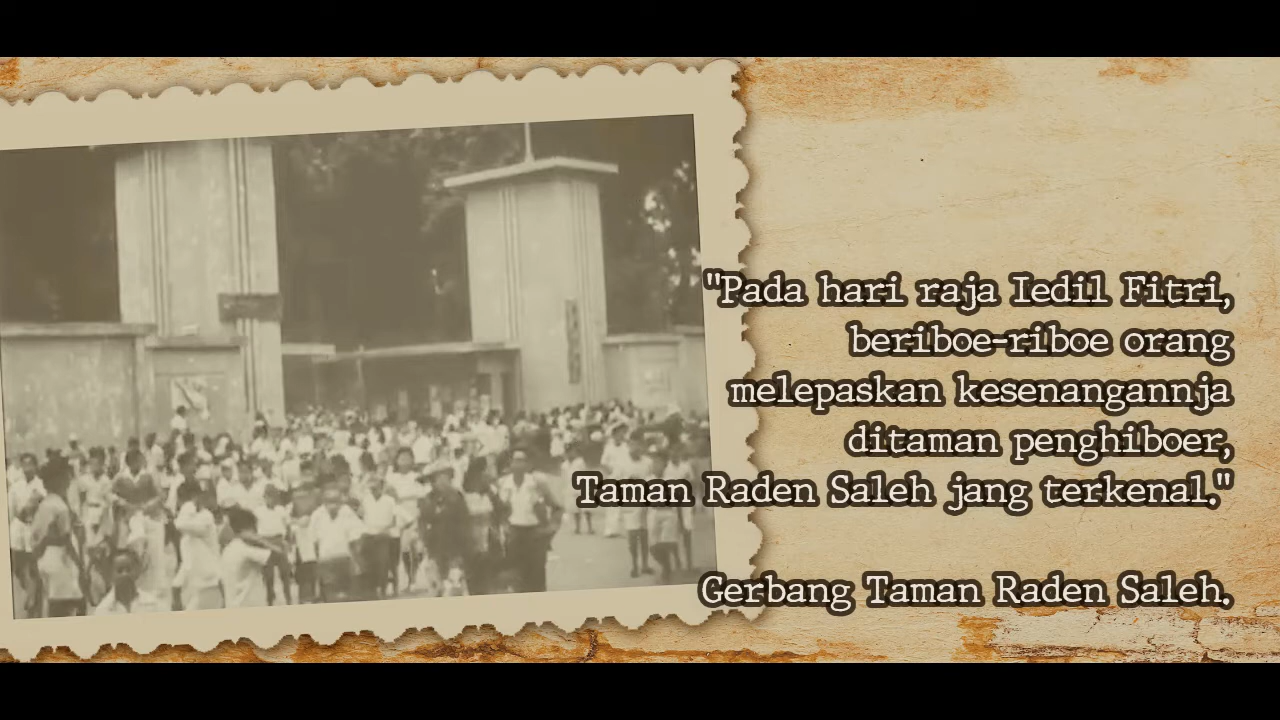 "Pada hari raja Iedil Fitri,
beriboe-riboe orang
melepaskan kesenangannja
ditaman penghiboer,
Taman Raden Saleh jang terkenal."
Gerbang Taman Raden Saleh.